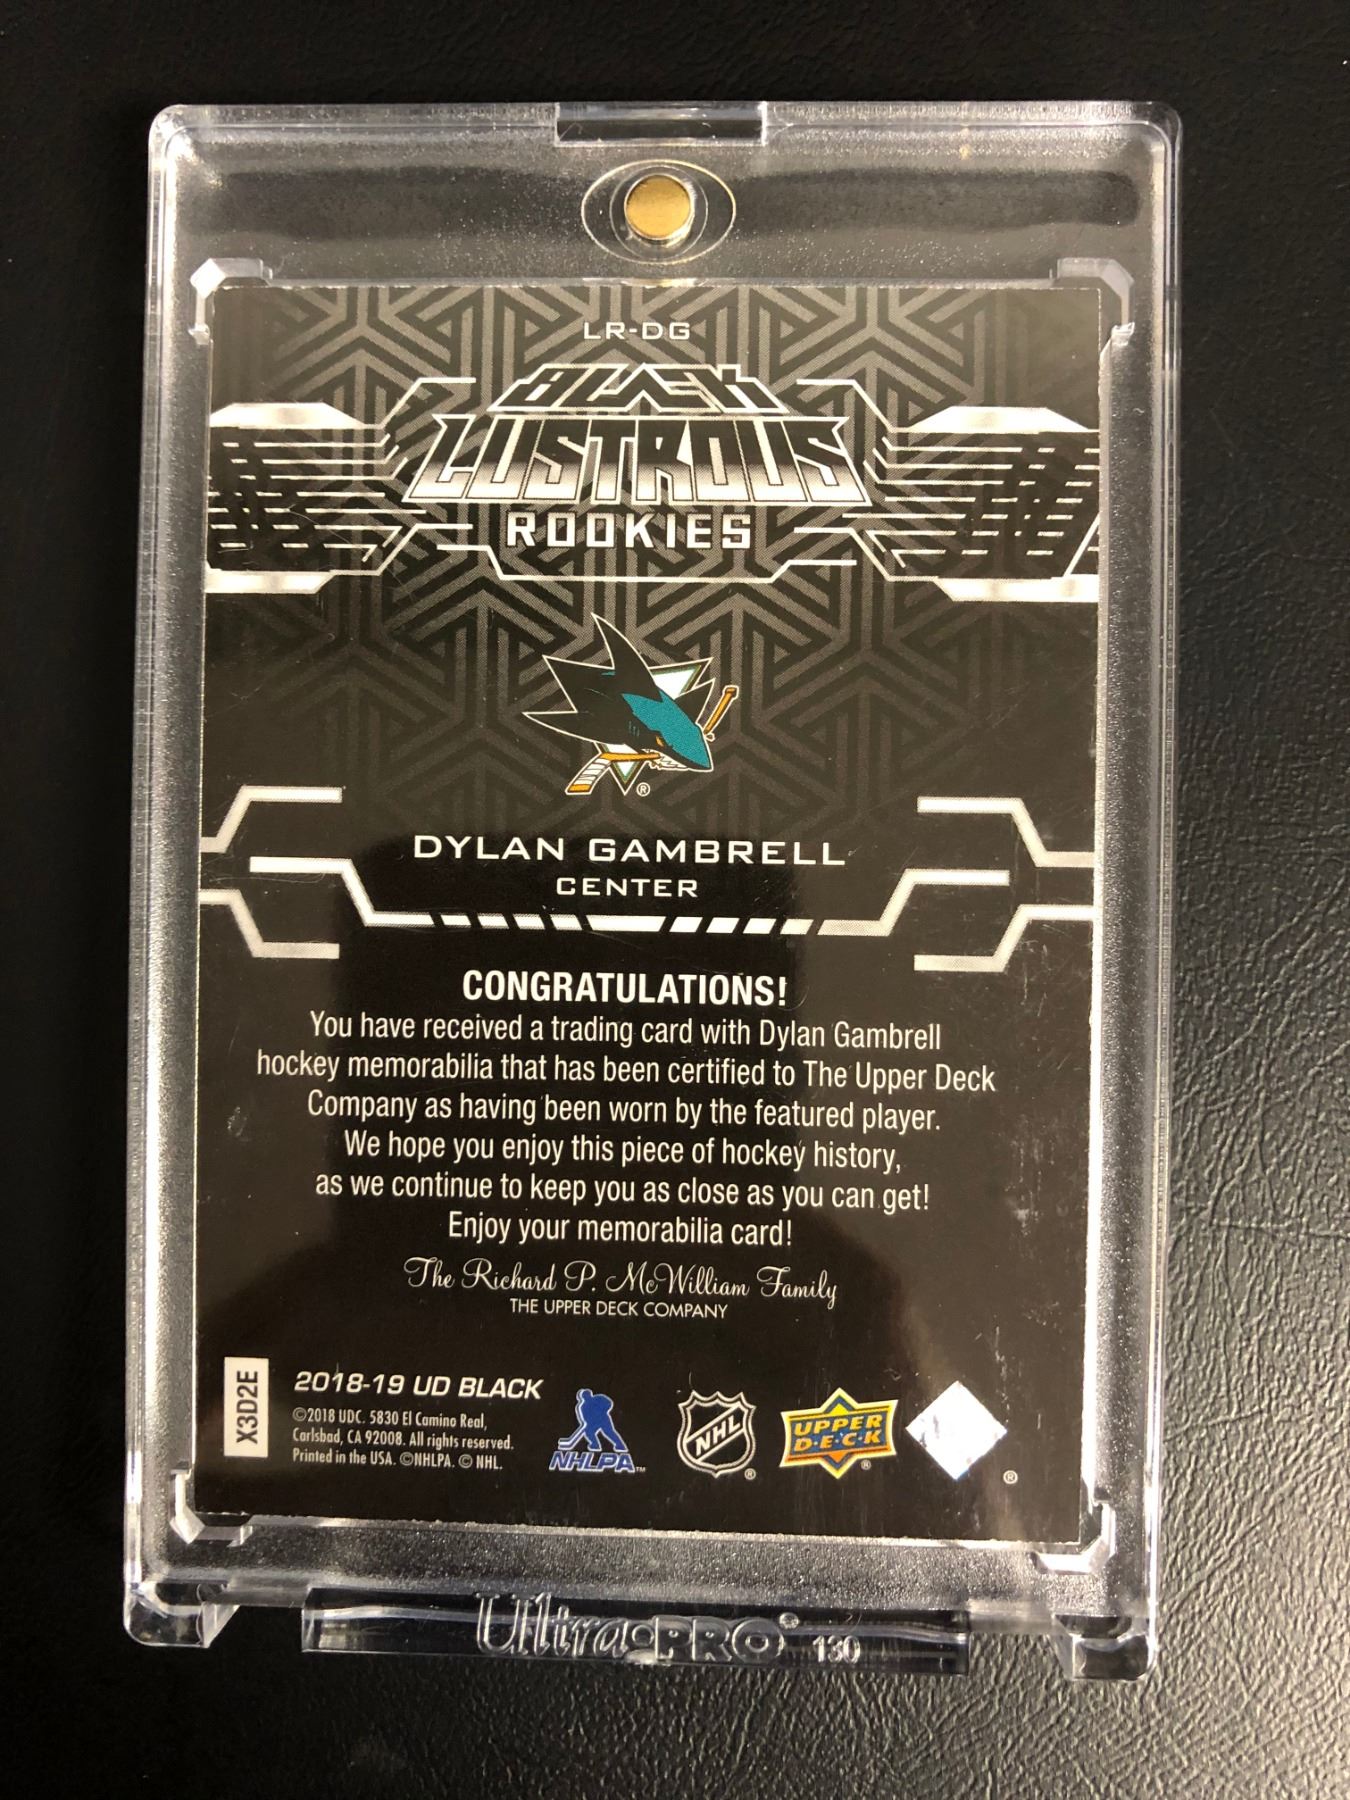 LR-DG
BLACK
LUSTROUS
ROOKIES
®
DYLAN GAMBRELL
CENTER
CONGRATULATIONS!
You have received a trading card with Dylan Gambrell
hockey memorabilia that has been certified to The Upper Deck
Company as having been worn by the featured player.
We hope you enjoy this piece of hockey history,
as we continue to keep you as close as you can get!
Enjoy your memorabilia card!
The Richard P. McWilliam Family
THE UPPER DECK COMPANY
X3D2E
2018-19 UD BLACK
©2018 UDC. 5830 El Camino Real,
Carlsbad, CA 92008. All rights reserved.
Printed in the USA. ©NHLPA. © NHL.
NHLPA™
NHL®
UPPER
D·E·C·K®
®
Ultra·PRO® 130